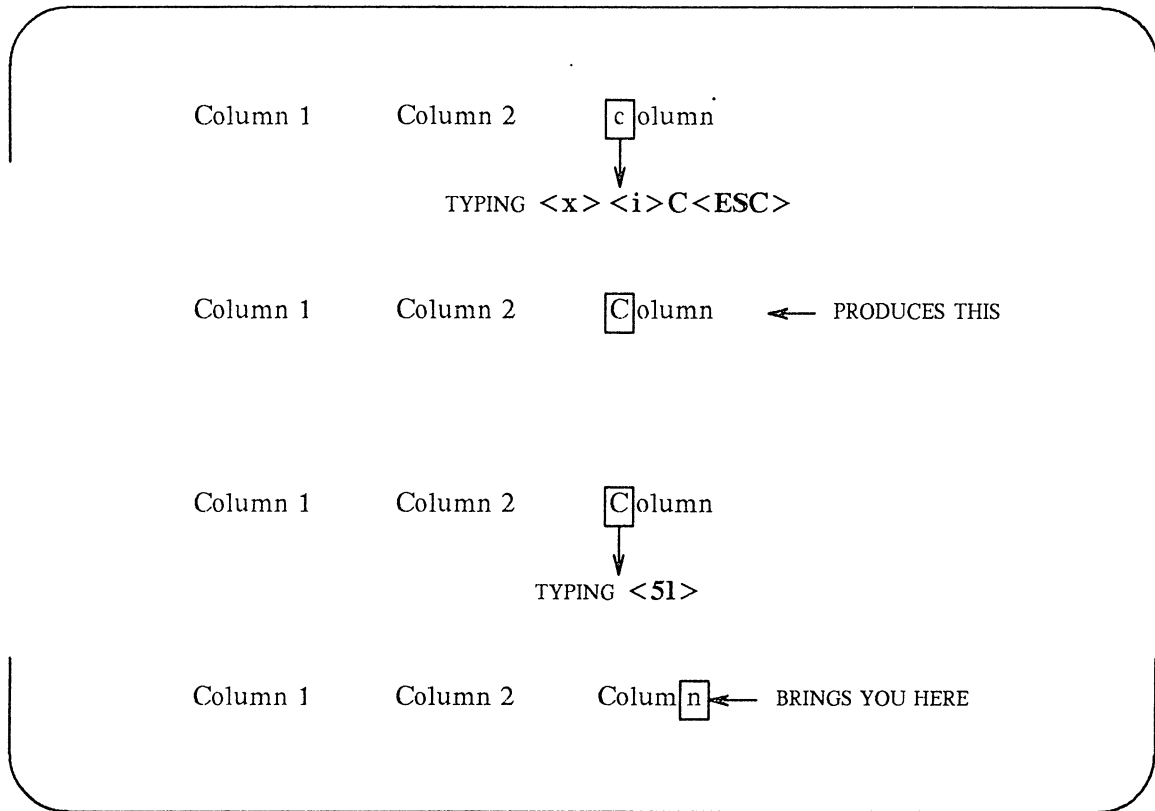 Column 1 Column 2 column
TYPING <x> <i>C<ESC>
Column 1 Column 2 Column ← PRODUCES THIS
Column 1 Column 2 Column
TYPING <5l>
Column 1 Column 2 Column ← BRINGS YOU HERE